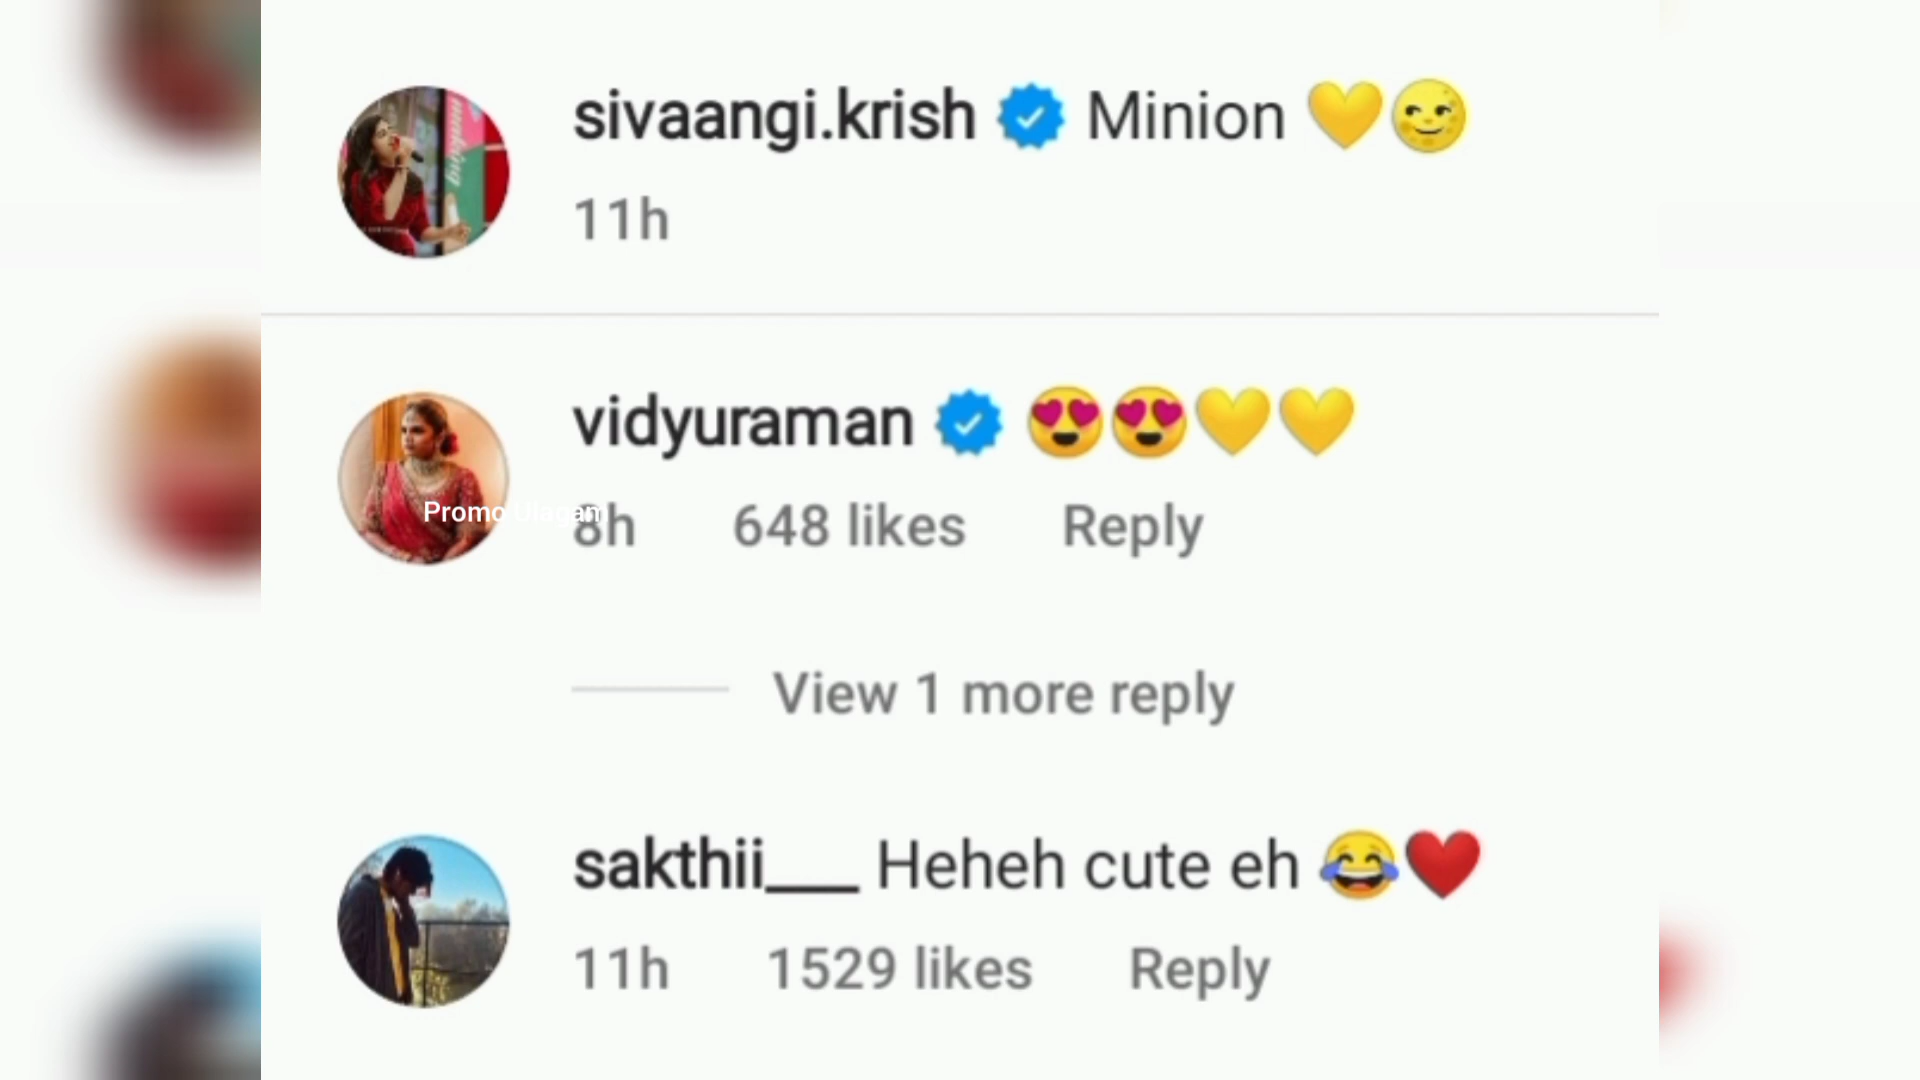 sivaangi.krish Minion 💛🌝
11h
vidyuraman 😍😍💛💛
Promo Ulagam
8h 648 likes Reply
View 1 more reply
sakthii___ Heheh cute eh 😂❤️
11h 1529 likes Reply